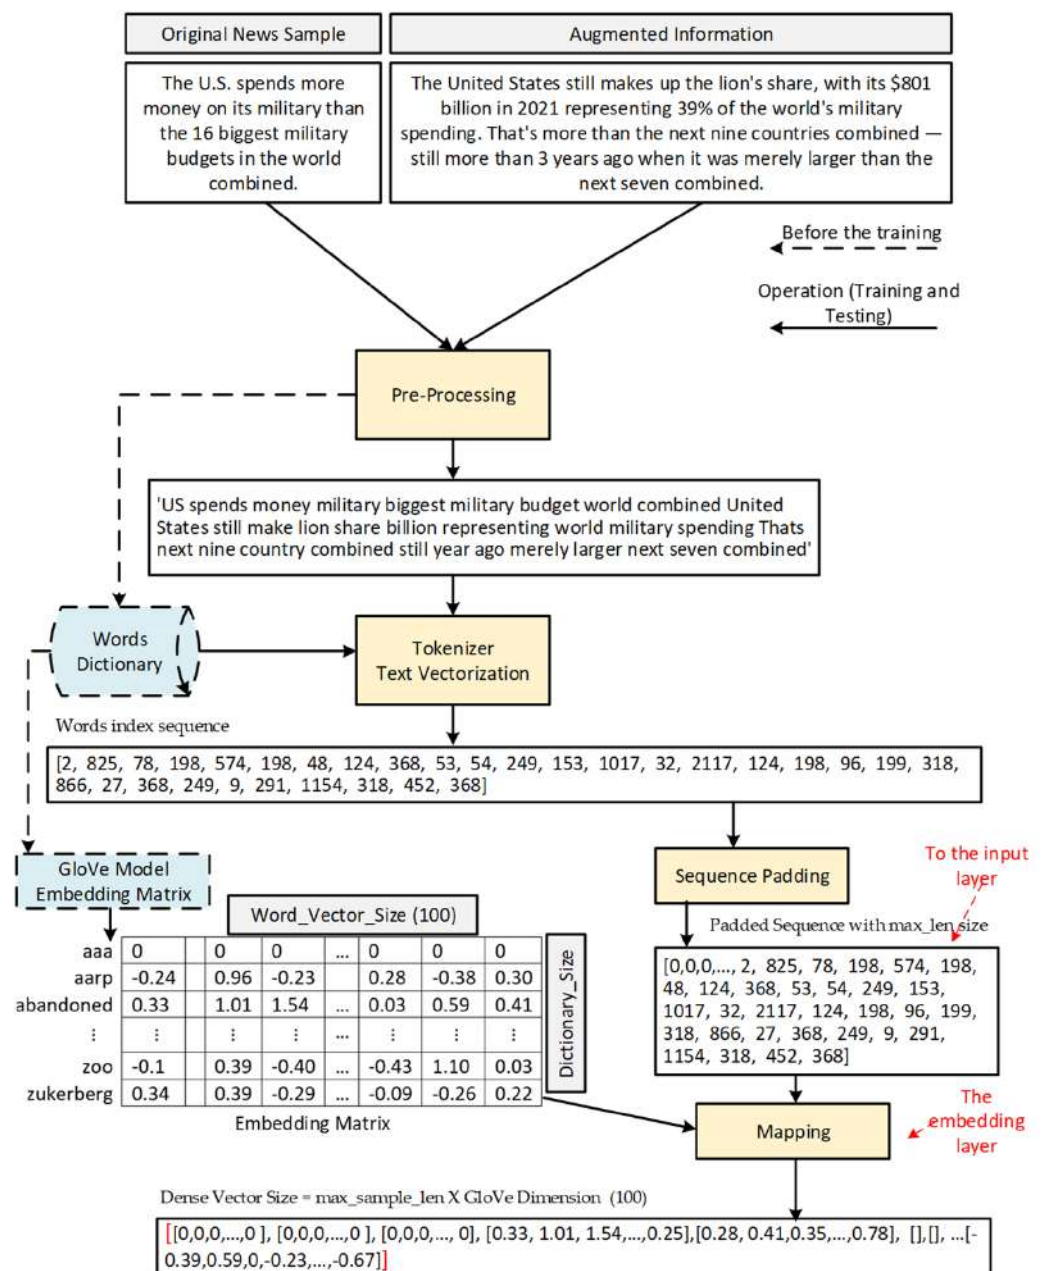 Original News Sample
Augmented Information
The U.S. spends more
money on its military than
the 16 biggest military
budgets in the world
combined.
The United States still makes up the lion's share, with its $801
billion in 2021 representing 39% of the world's military
spending. That's more than the next nine countries combined —
still more than 3 years ago when it was merely larger than the
next seven combined.
Before the training
Operation (Training and
Testing)
Pre-Processing
'US spends money military biggest military budget world combined United
States still make lion share billion representing world military spending Thats
next nine country combined still year ago merely larger next seven combined'
Words
Dictionary
Tokenizer
Text Vectorization
Words index sequence
[2, 825, 78, 198, 574, 198, 48, 124, 368, 53, 54, 249, 153, 1017, 32, 2117, 124, 198, 96, 199, 318,
866, 27, 368, 249, 9, 291, 1154, 318, 452, 368]
GloVe Model
Embedding Matrix
Sequence Padding
To the input
layer
Word_Vector_Size (100)
Padded Sequence with max_len size
aaa 0 0 0 ... 0 0 0
aarp -0.24 0.96 -0.23 0.28 -0.38 0.30
abandoned 0.33 1.01 1.54 ... 0.03 0.59 0.41
⋮ ⋮ ⋮ ⋮ ... ⋮ ⋮ ⋮
zoo -0.1 0.39 -0.40 ... -0.43 1.10 0.03
zukerberg 0.34 0.39 -0.29 ... -0.09 -0.26 0.22
Dictionary_Size
Embedding Matrix
[0,0,0,..., 2, 825, 78, 198, 574, 198,
48, 124, 368, 53, 54, 249, 153,
1017, 32, 2117, 124, 198, 96, 199,
318, 866, 27, 368, 249, 9, 291,
1154, 318, 452, 368]
Mapping
The
embedding
layer
Dense Vector Size = max_sample_len X GloVe Dimension (100)
[[0,0,0,...,0 ], [0,0,0,...,0 ], [0,0,0,..., 0], [0.33, 1.01, 1.54,...,0.25],[0.28, 0.41,0.35,...,0.78], [],[], ...[-
0.39,0.59,0,-0.23,...,-0.67]]